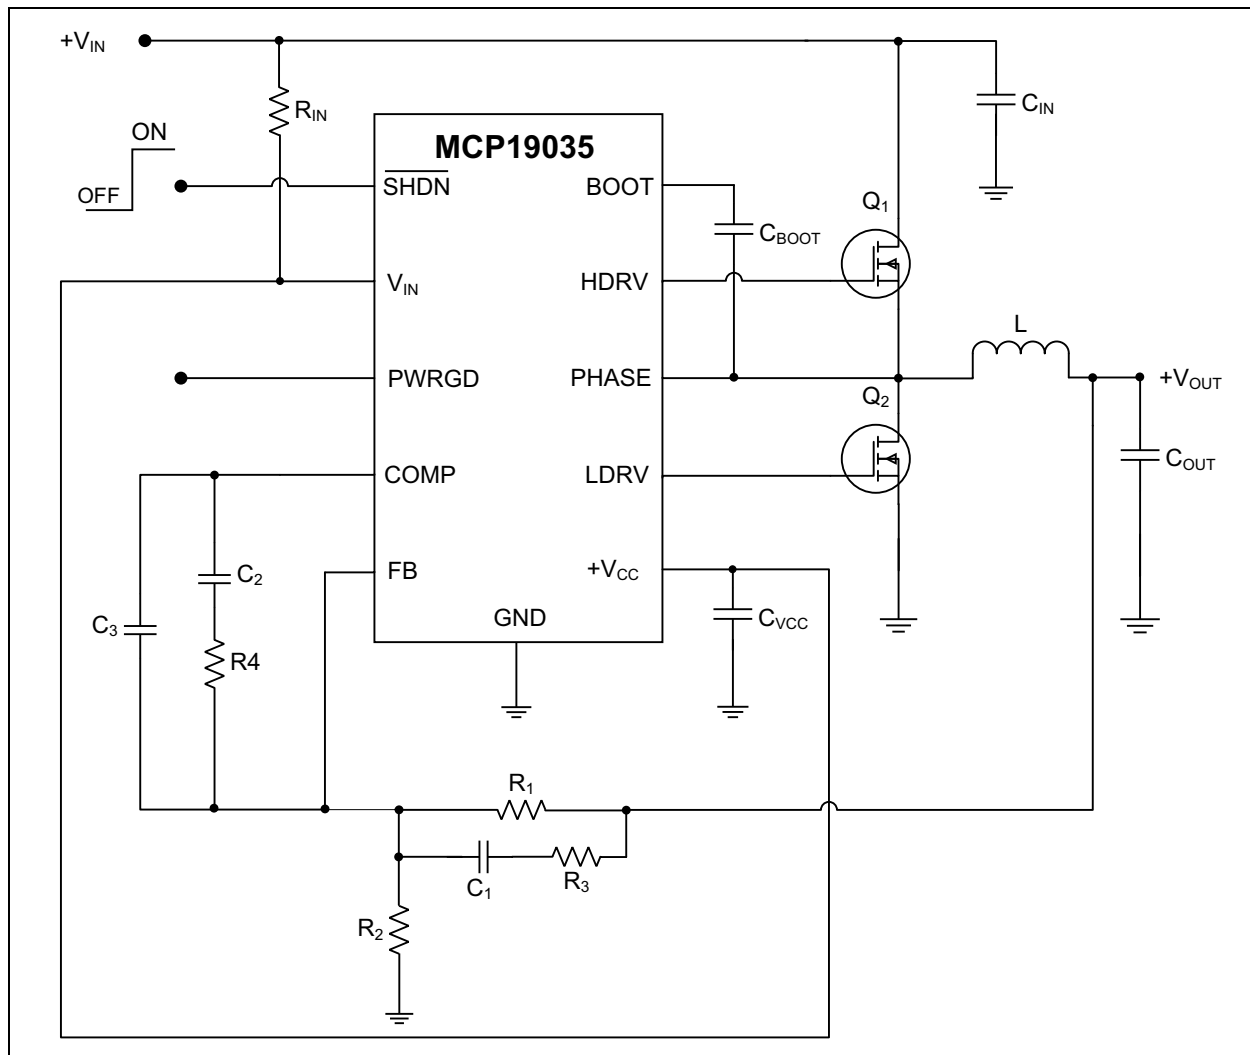 +VIN
RIN
CIN
ON
OFF
MCP19035
SHDN
BOOT
Q1
CBOOT
VIN
HDRV
L
PWRGD
PHASE
+VOUT
Q2
COMP
LDRV
COUT
C2
FB
+VCC
C3
GND
CVCC
R4
R1
C1
R3
R2